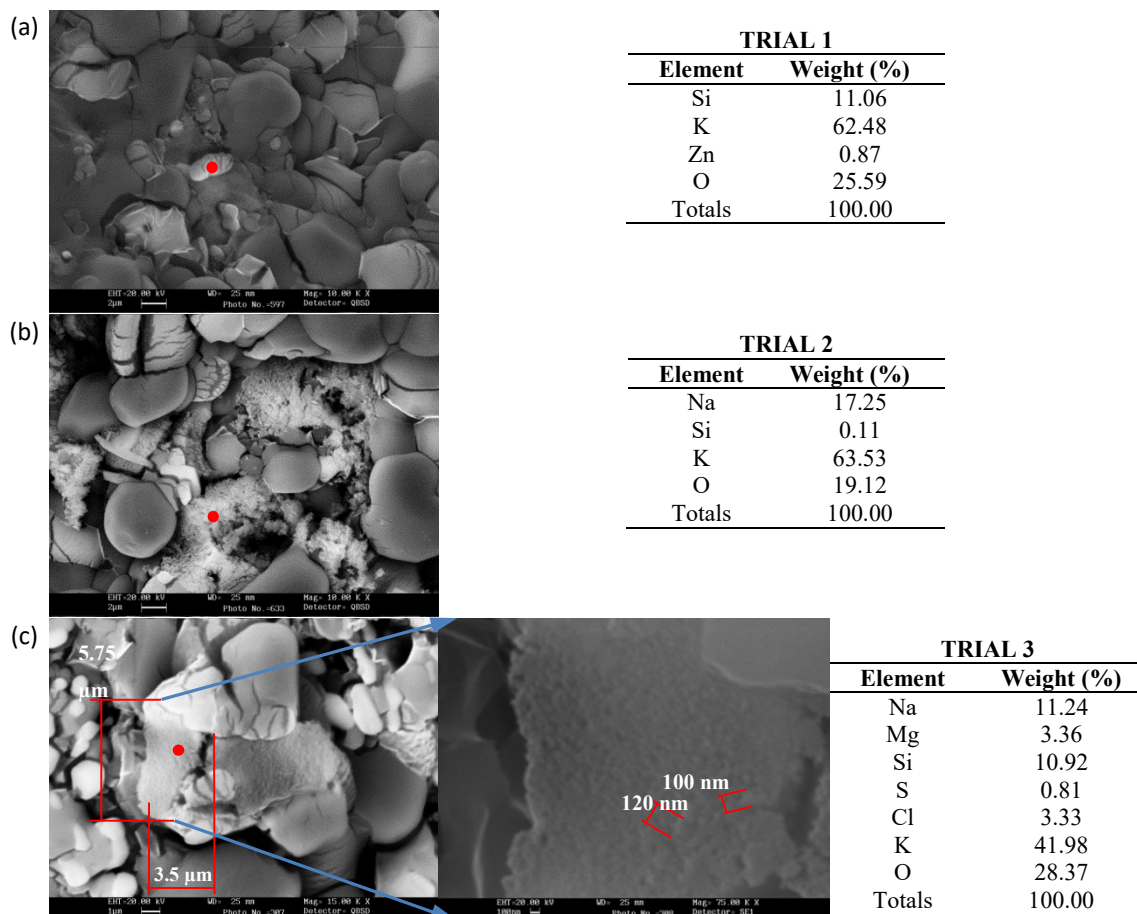 (a)
TRIAL 1
Element Weight (%)
Si 11.06
K 62.48
Zn 0.87
O 25.59
Totals 100.00
EHT=20.00 kV WD= 25 mm Mag= 10.00 K X
2µm Photo No.=597 Detector= QBSD
(b)
TRIAL 2
Element Weight (%)
Na 17.25
Si 0.11
K 63.53
O 19.12
Totals 100.00
EHT=20.00 kV WD= 25 mm Mag= 10.00 K X
2µm Photo No.=633 Detector= QBSD
(c)
5.75
µm
3.5 µm
EHT=20.00 kV WD= 25 mm Mag= 15.00 K X
1µm Photo No.=307 Detector= QBSD
100 nm
120 nm
EHT=20.00 kV WD= 25 mm Mag= 75.00 K X
100nm Photo No.=308 Detector= SE1
TRIAL 3
Element Weight (%)
Na 11.24
Mg 3.36
Si 10.92
S 0.81
Cl 3.33
K 41.98
O 28.37
Totals 100.00